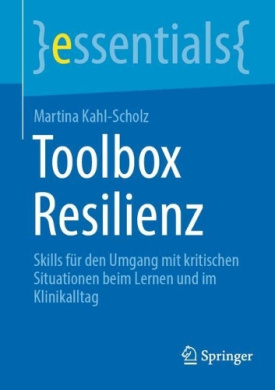 }essentials{
Martina Kahl-Scholz
Toolbox
Resilienz
Skills für den Umgang mit kritischen
Situationen beim Lernen und im
Klinikalltag
Springer